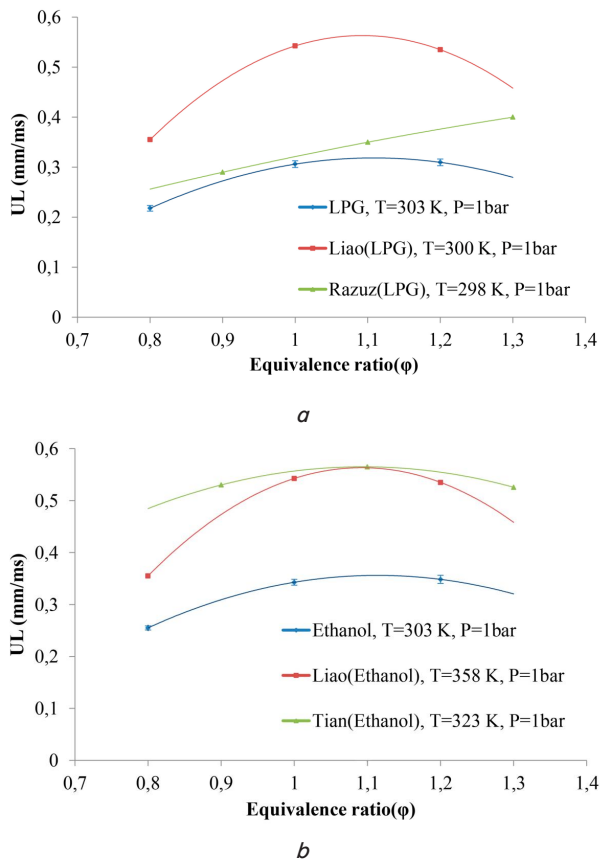 0,6
0,5
0,4
0,3
0,2
0,1
0
UL (mm/ms)
LPG, T=303 K, P=1bar
Liao(LPG), T=300 K, P=1bar
Razuz(LPG), T=298 K, P=1bar
0,7 0,8 0,9 1 1,1 1,2 1,3 1,4
Equivalence ratio(φ)
a
0,6
0,5
0,4
0,3
0,2
0,1
0
UL (mm/ms)
Ethanol, T=303 K, P=1bar
Liao(Ethanol), T=358 K, P=1bar
Tian(Ethanol), T=323 K, P=1bar
0,7 0,8 0,9 1 1,1 1,2 1,3 1,4
Equivalence ratio(φ)
b